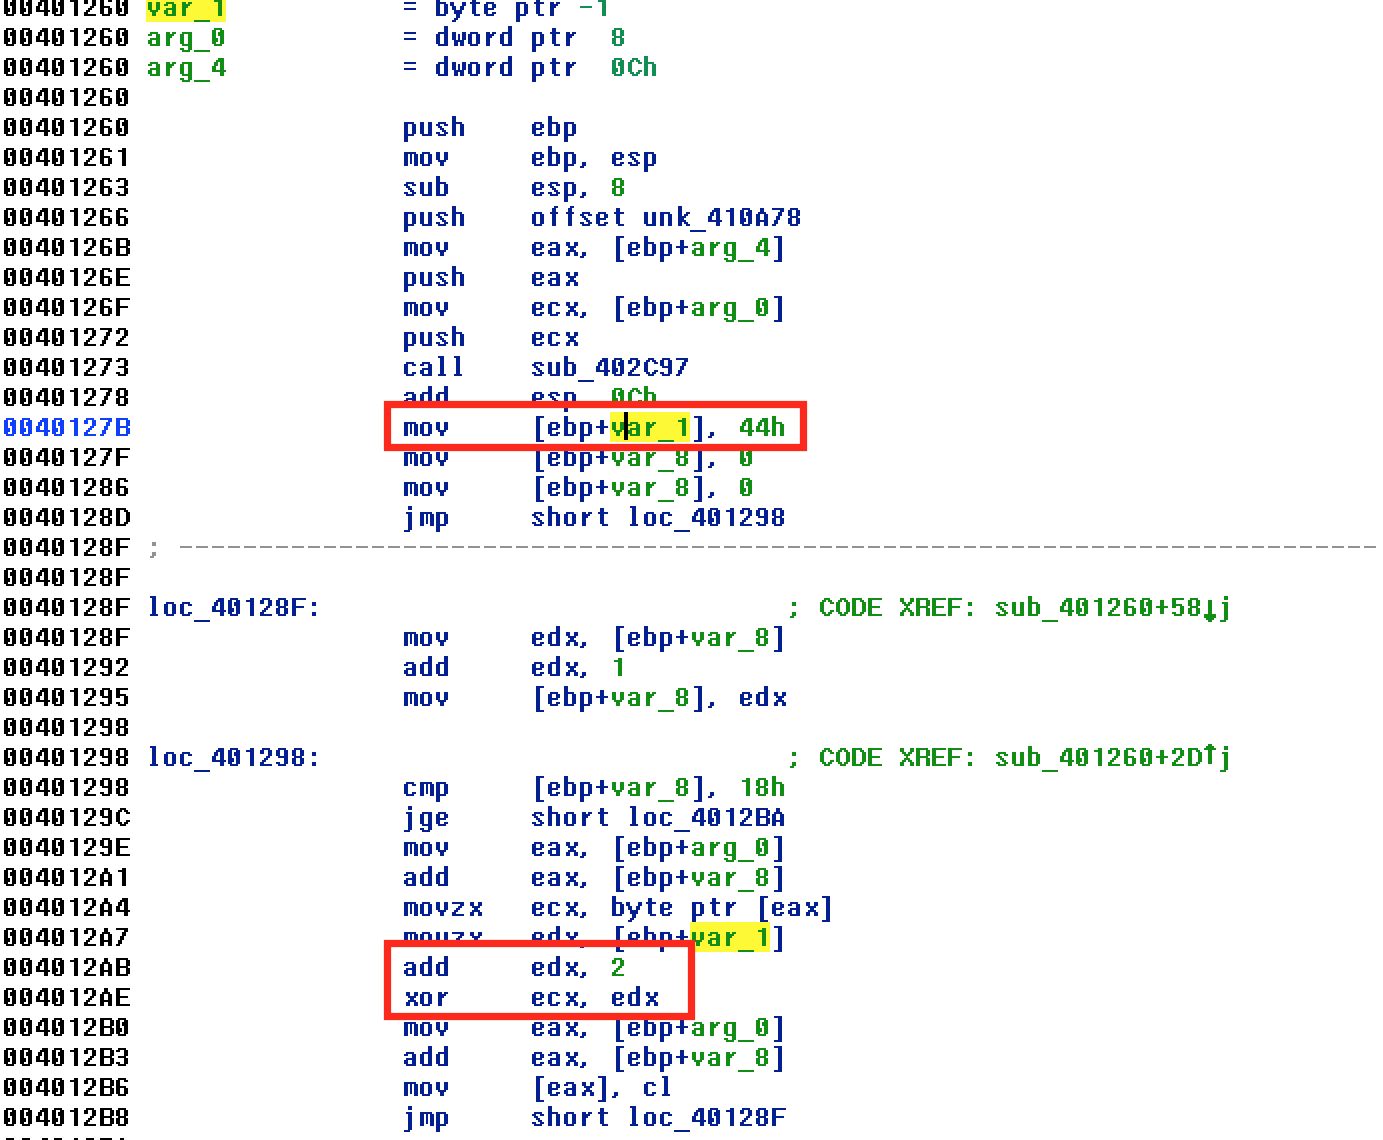 00401260 var_1 = byte ptr -1
00401260 arg_0 = dword ptr 8
00401260 arg_4 = dword ptr 0Ch
00401260
00401260 push ebp
00401261 mov ebp, esp
00401263 sub esp, 8
00401266 push offset unk_410A78
0040126B mov eax, [ebp+arg_4]
0040126E push eax
0040126F mov ecx, [ebp+arg_0]
00401272 push ecx
00401273 call sub_402C97
00401278 add esp, 0Ch
0040127B mov [ebp+var_1], 44h
0040127F mov [ebp+var_8], 0
00401286 mov [ebp+var_8], 0
0040128D jmp short loc_401298
0040128F ; ---------------------------------------------------------------------------
0040128F
0040128F loc_40128F: ; CODE XREF: sub_401260+58↓j
0040128F mov edx, [ebp+var_8]
00401292 add edx, 1
00401295 mov [ebp+var_8], edx
00401298
00401298 loc_401298: ; CODE XREF: sub_401260+2D↑j
00401298 cmp [ebp+var_8], 18h
0040129C jge short loc_4012BA
0040129E mov eax, [ebp+arg_0]
004012A1 add eax, [ebp+var_8]
004012A4 movzx ecx, byte ptr [eax]
004012A7 movzx edx, [ebp+var_1]
004012AB add edx, 2
004012AE xor ecx, edx
004012B0 mov eax, [ebp+arg_0]
004012B3 add eax, [ebp+var_8]
004012B6 mov [eax], cl
004012B8 jmp short loc_40128F